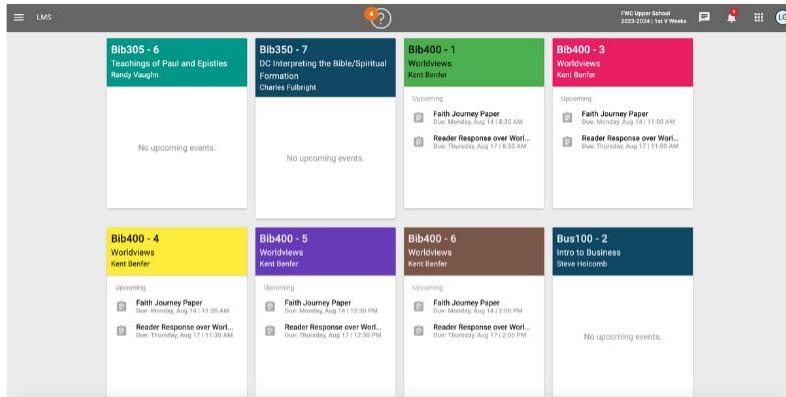 LMS
4
?
FWC Upper School
2023-2024 | 1st 9 Weeks
LG
Bib305 - 6
Teachings of Paul and Epistles
Randy Vaughn
No upcoming events.
Bib350 - 7
DC Interpreting the Bible/Spiritual
Formation
Charles Fulbright
No upcoming events.
Bib400 - 1
Worldviews
Kent Benfer
Upcoming
Faith Journey Paper
Due: Monday, Aug 14 | 8:30 AM
Reader Response over Worl...
Due: Thursday, Aug 17 | 8:30 AM
Bib400 - 3
Worldviews
Kent Benfer
Upcoming
Faith Journey Paper
Due: Monday, Aug 14 | 11:00 AM
Reader Response over Worl...
Due: Thursday, Aug 17 | 11:00 AM
Bib400 - 4
Worldviews
Kent Benfer
Upcoming
Faith Journey Paper
Due: Monday, Aug 14 | 11:30 AM
Reader Response over Worl...
Due: Thursday, Aug 17 | 11:30 AM
Bib400 - 5
Worldviews
Kent Benfer
Upcoming
Faith Journey Paper
Due: Monday, Aug 14 | 12:30 PM
Reader Response over Worl...
Due: Thursday, Aug 17 | 12:30 PM
Bib400 - 6
Worldviews
Kent Benfer
Upcoming
Faith Journey Paper
Due: Monday, Aug 14 | 2:00 PM
Reader Response over Worl...
Due: Thursday, Aug 17 | 2:00 PM
Bus100 - 2
Intro to Business
Steve Holcomb
No upcoming events.